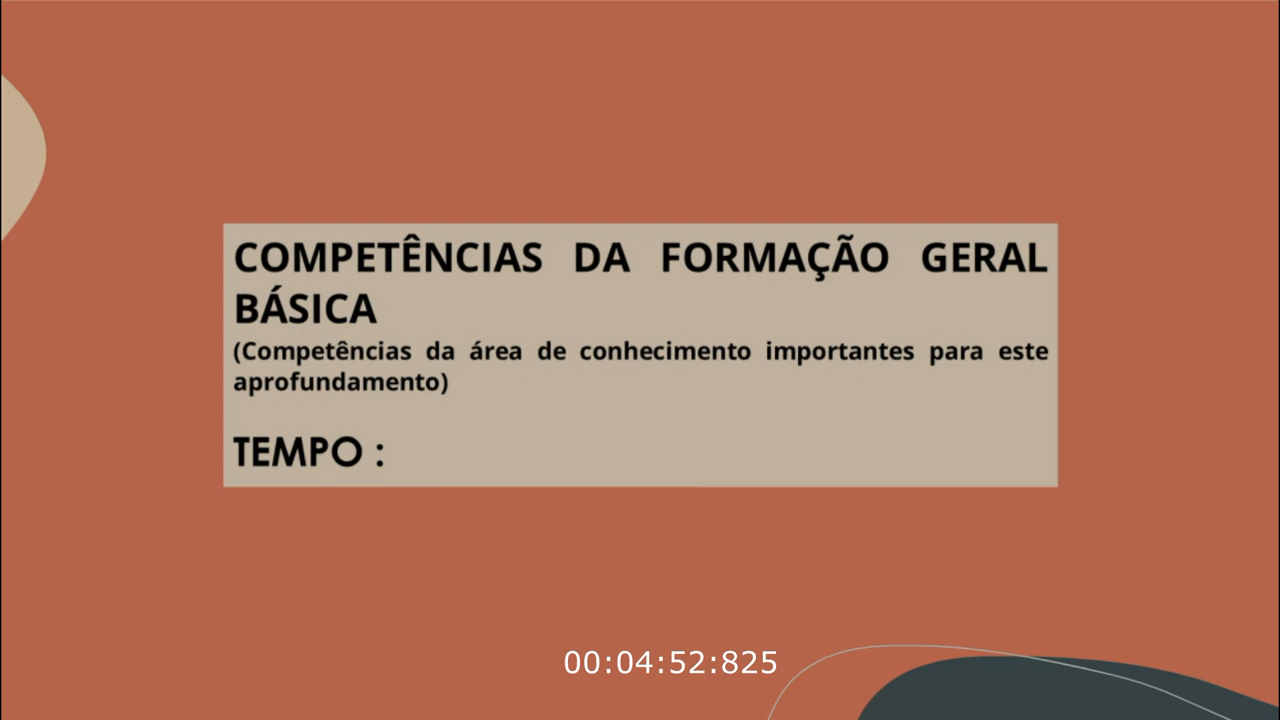 COMPETÊNCIAS DA FORMAÇÃO GERAL
BÁSICA
(Competências da área de conhecimento importantes para este
aprofundamento)
TEMPO :
00:04:52:825